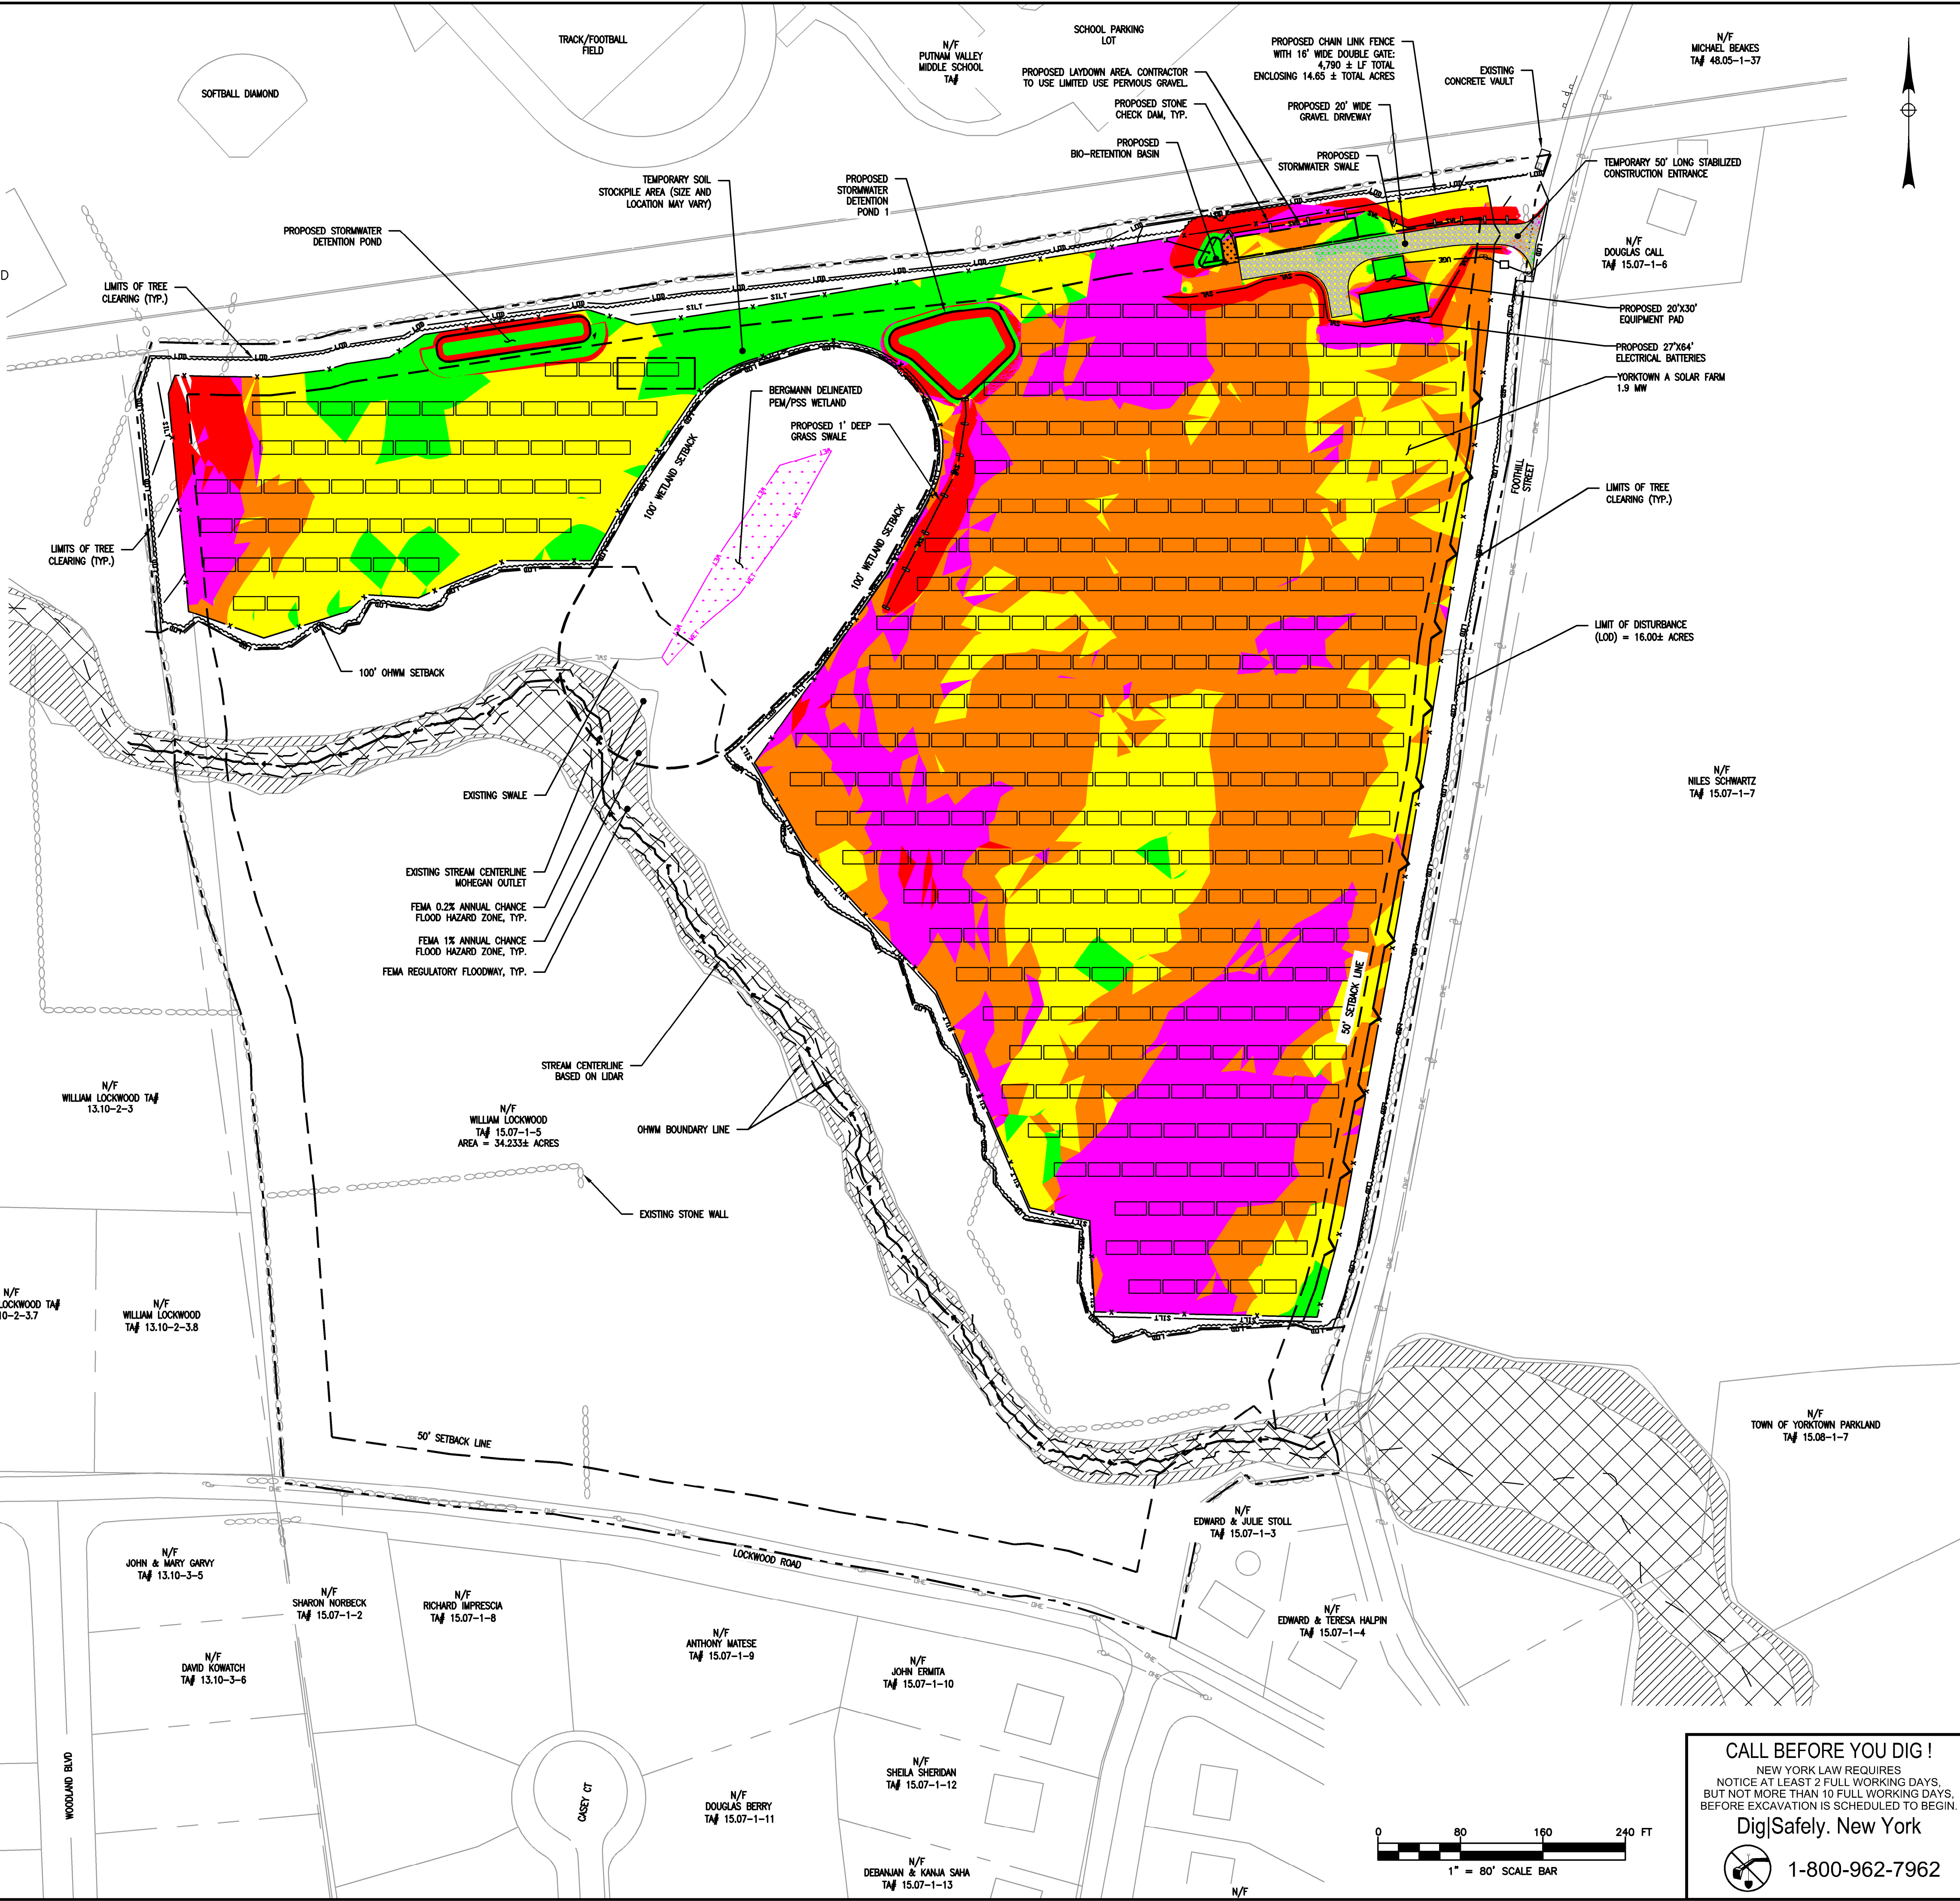 TRACK/FOOTBALL
FIELD
SOFTBALL DIAMOND
N/F
PUTNAM VALLEY
MIDDLE SCHOOL
TA#
SCHOOL PARKING
LOT
PROPOSED LAYDOWN AREA. CONTRACTOR
TO USE LIMITED USE PERVIOUS GRAVEL.
PROPOSED CHAIN LINK FENCE
WITH 16' WIDE DOUBLE GATE:
4,790 ± LF TOTAL
ENCLOSING 14.65 ± TOTAL ACRES
EXISTING
CONCRETE VAULT
N/F
MICHAEL BEAKES
TA# 48.05-1-37
PROPOSED STONE
CHECK DAM, TYP.
PROPOSED 20' WIDE
GRAVEL DRIVEWAY
PROPOSED
BIO-RETENTION BASIN
PROPOSED
STORMWATER SWALE
TEMPORARY 50' LONG STABILIZED
CONSTRUCTION ENTRANCE
TEMPORARY SOIL
STOCKPILE AREA (SIZE AND
LOCATION MAY VARY)
PROPOSED
STORMWATER
DETENTION
POND 1
PROPOSED STORMWATER
DETENTION POND
N/F
DOUGLAS CALL
TA# 15.07-1-6
D
LIMITS OF TREE
CLEARING (TYP.)
PROPOSED 20'X30'
EQUIPMENT PAD
PROPOSED 27'X64'
ELECTRICAL BATTERIES
YORKTOWN A SOLAR FARM
1.9 MW
BERGMANN DELINEATED
PEM/PSS WETLAND
PROPOSED 1' DEEP
GRASS SWALE
100' WETLAND SETBACK
100' WETLAND SETBACK
FOOTHILL
STREET
LIMITS OF TREE
CLEARING (TYP.)
LIMITS OF TREE
CLEARING (TYP.)
LIMIT OF DISTURBANCE
(LOD) = 16.00± ACRES
100' OHWM SETBACK
N/F
NILES SCHWARTZ
TA# 15.07-1-7
EXISTING SWALE
EXISTING STREAM CENTERLINE
MOHEGAN OUTLET
FEMA 0.2% ANNUAL CHANCE
FLOOD HAZARD ZONE, TYP.
FEMA 1% ANNUAL CHANCE
FLOOD HAZARD ZONE, TYP.
FEMA REGULATORY FLOODWAY, TYP.
50' SETBACK LINE
STREAM CENTERLINE
BASED ON LIDAR
N/F
WILLIAM LOCKWOOD TA#
13.10-2-3
N/F
WILLIAM LOCKWOOD
TA# 15.07-1-5
AREA = 34.233± ACRES
OHWM BOUNDARY LINE
EXISTING STONE WALL
N/F
LOCKWOOD TA#
10-2-3.7
N/F
WILLIAM LOCKWOOD
TA# 13.10-2-3.8
50' SETBACK LINE
N/F
TOWN OF YORKTOWN PARKLAND
TA# 15.08-1-7
LOCKWOOD ROAD
N/F
EDWARD & JULIE STOLL
TA# 15.07-1-3
N/F
JOHN & MARY GARVY
TA# 13.10-3-5
N/F
SHARON NORBECK
TA# 15.07-1-2
N/F
RICHARD IMPRESCIA
TA# 15.07-1-8
N/F
EDWARD & TERESA HALPIN
TA# 15.07-1-4
N/F
ANTHONY MATESE
TA# 15.07-1-9
N/F
DAVID KOWATCH
TA# 13.10-3-6
N/F
JOHN ERMITA
TA# 15.07-1-10
WOODLAND BLVD
CASEY CT
N/F
SHEILA SHERIDAN
TA# 15.07-1-12
N/F
DOUGLAS BERRY
TA# 15.07-1-11
N/F
DEBANJAN & KANJA SAHA
TA# 15.07-1-13
N/F
0 80 160 240 FT
1" = 80' SCALE BAR
CALL BEFORE YOU DIG !
NEW YORK LAW REQUIRES
NOTICE AT LEAST 2 FULL WORKING DAYS,
BUT NOT MORE THAN 10 FULL WORKING DAYS,
BEFORE EXCAVATION IS SCHEDULED TO BEGIN.
Dig|Safely. New York
1-800-962-7962